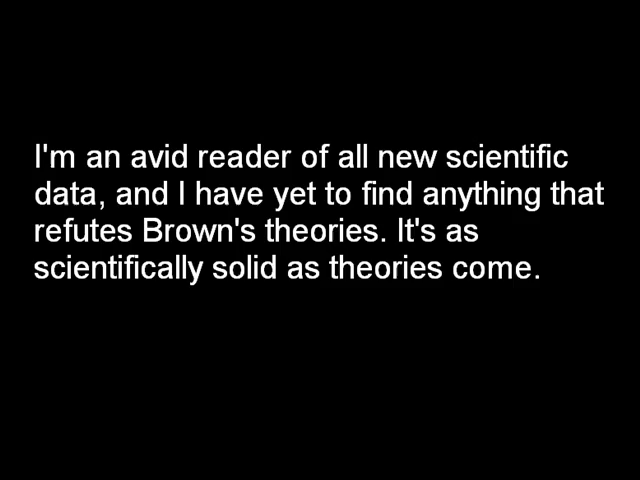 I'm an avid reader of all new scientific
data, and I have yet to find anything that
refutes Brown's theories. It's as
scientifically solid as theories come.